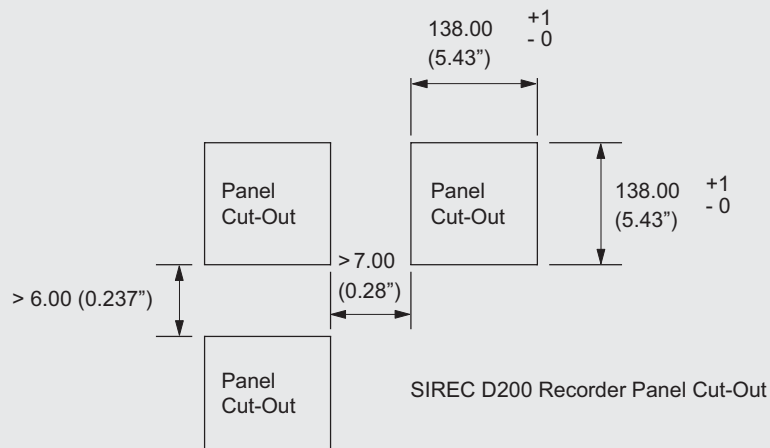 138.00 +1
- 0
(5.43”)
Panel
Cut-Out
Panel
Cut-Out
138.00 +1
- 0
(5.43”)
>7.00
(0.28”)
> 6.00 (0.237”)
Panel
Cut-Out
SIREC D200 Recorder Panel Cut-Out